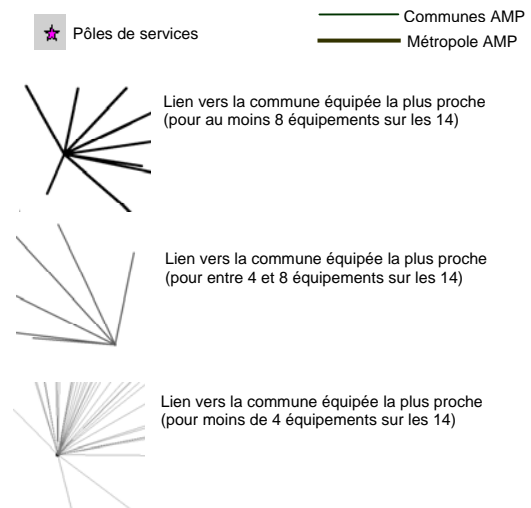 Communes AMP
Pôles de services
Métropole AMP
Lien vers la commune équipée la plus proche
(pour au moins 8 équipements sur les 14)
Lien vers la commune équipée la plus proche
(pour entre 4 et 8 équipements sur les 14)
Lien vers la commune équipée la plus proche
(pour moins de 4 équipements sur les 14)